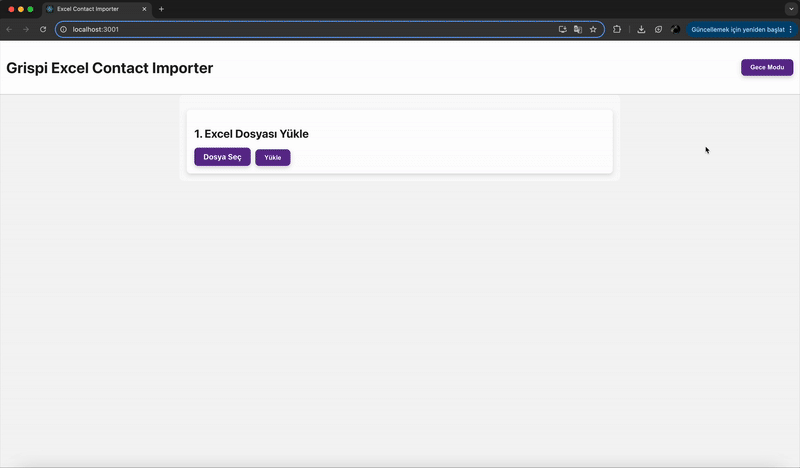 Excel Contact Importer
localhost:3001
Güncellemek için yeniden başlat
Grispi Excel Contact Importer
Gece Modu
1. Excel Dosyası Yükle
Dosya Seç
Yükle